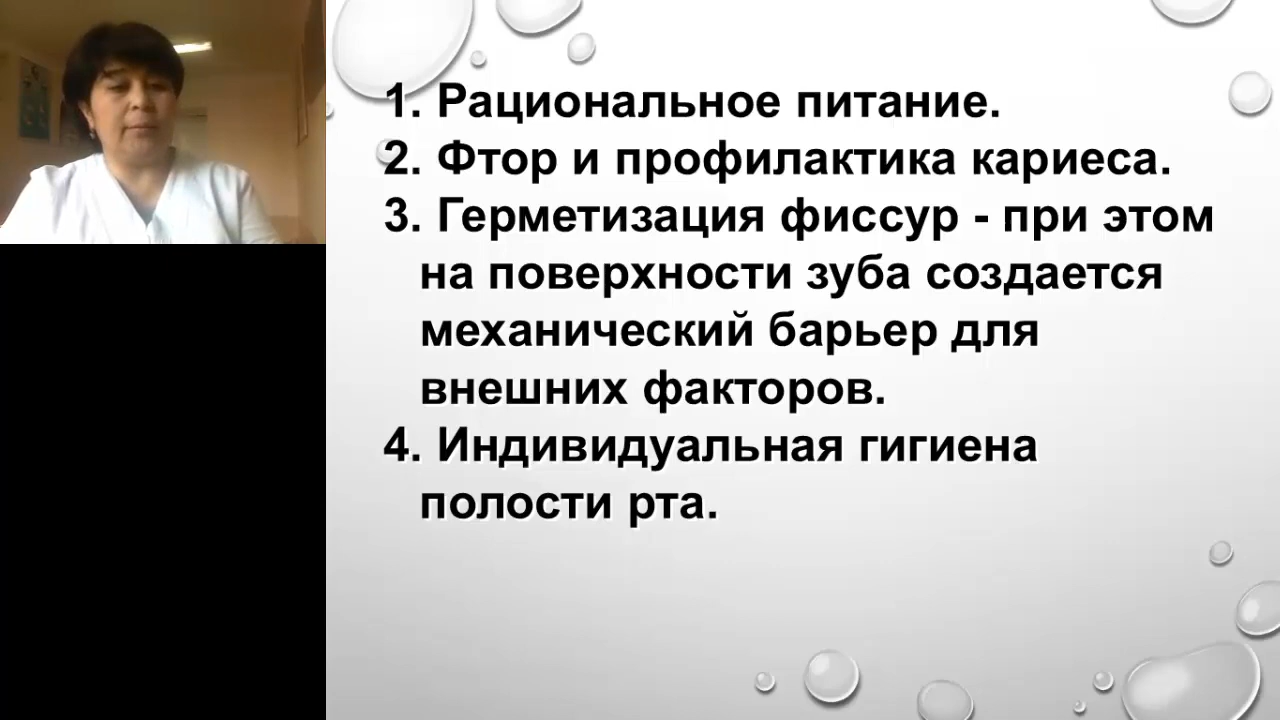 1. Рациональное питание.
2. Фтор и профилактика кариеса.
3. Герметизация фиссур - при этом
на поверхности зуба создается
механический барьер для
внешних факторов.
4. Индивидуальная гигиена
полости рта.